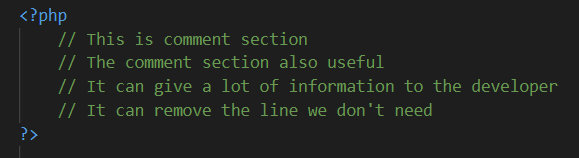 <?php
// This is comment section
// The comment section also useful
// It can give a lot of information to the developer
// It can remove the line we don't need
?>